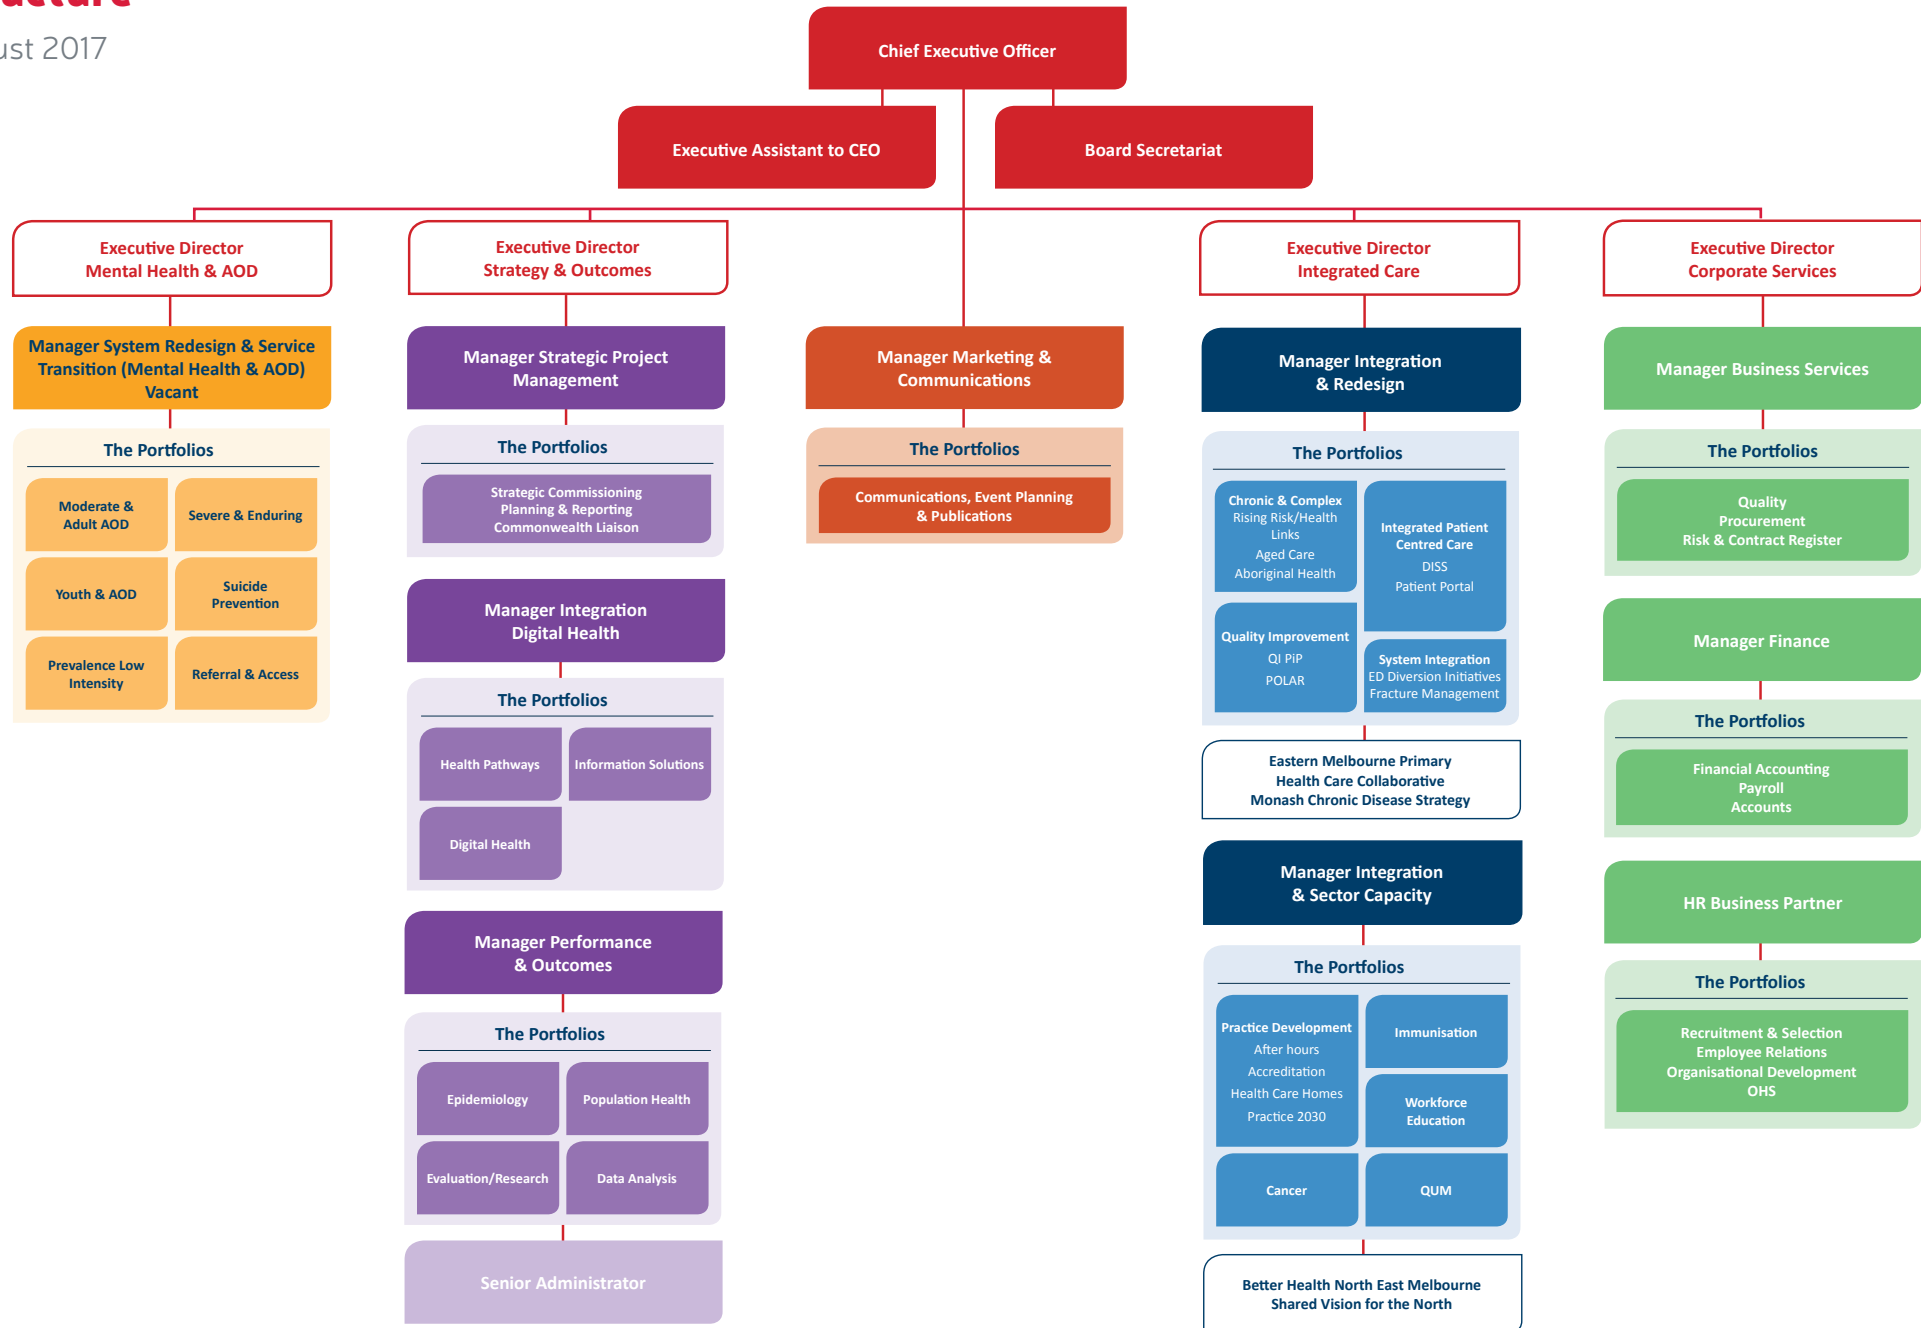 ust 2017
Chief Executive Officer
Executive Assistant to CEO
Board Secretariat
Executive Director
Mental Health & AOD
Manager System Redesign & Service
Transition (Mental Health & AOD)
Vacant
The Portfolios
Moderate &
Adult AOD
Severe & Enduring
Youth & AOD
Suicide
Prevention
Prevalence Low
Intensity
Referral & Access
Executive Director
Strategy & Outcomes
Manager Strategic Project
Management
The Portfolios
Strategic Commissioning
Planning & Reporting
Commonwealth Liaison
Manager Integration
Digital Health
The Portfolios
Health Pathways
Information Solutions
Digital Health
Manager Performance
& Outcomes
The Portfolios
Epidemiology
Population Health
Evaluation/Research
Data Analysis
Senior Administrator
Manager Marketing &
Communications
The Portfolios
Communications, Event Planning
& Publications
Executive Director
Integrated Care
Manager Integration
& Redesign
The Portfolios
Chronic & Complex
Rising Risk/Health
Links
Aged Care
Aboriginal Health
Integrated Patient
Centred Care
DISS
Patient Portal
Quality Improvement
QI PiP
POLAR
System Integration
ED Diversion Initiatives
Fracture Management
Eastern Melbourne Primary
Health Care Collaborative
Monash Chronic Disease Strategy
Manager Integration
& Sector Capacity
The Portfolios
Practice Development
After hours
Accreditation
Health Care Homes
Practice 2030
Immunisation
Workforce
Education
Cancer
QUM
Better Health North East Melbourne
Shared Vision for the North
Executive Director
Corporate Services
Manager Business Services
The Portfolios
Quality
Procurement
Risk & Contract Register
Manager Finance
The Portfolios
Financial Accounting
Payroll
Accounts
HR Business Partner
The Portfolios
Recruitment & Selection
Employee Relations
Organisational Development
OHS